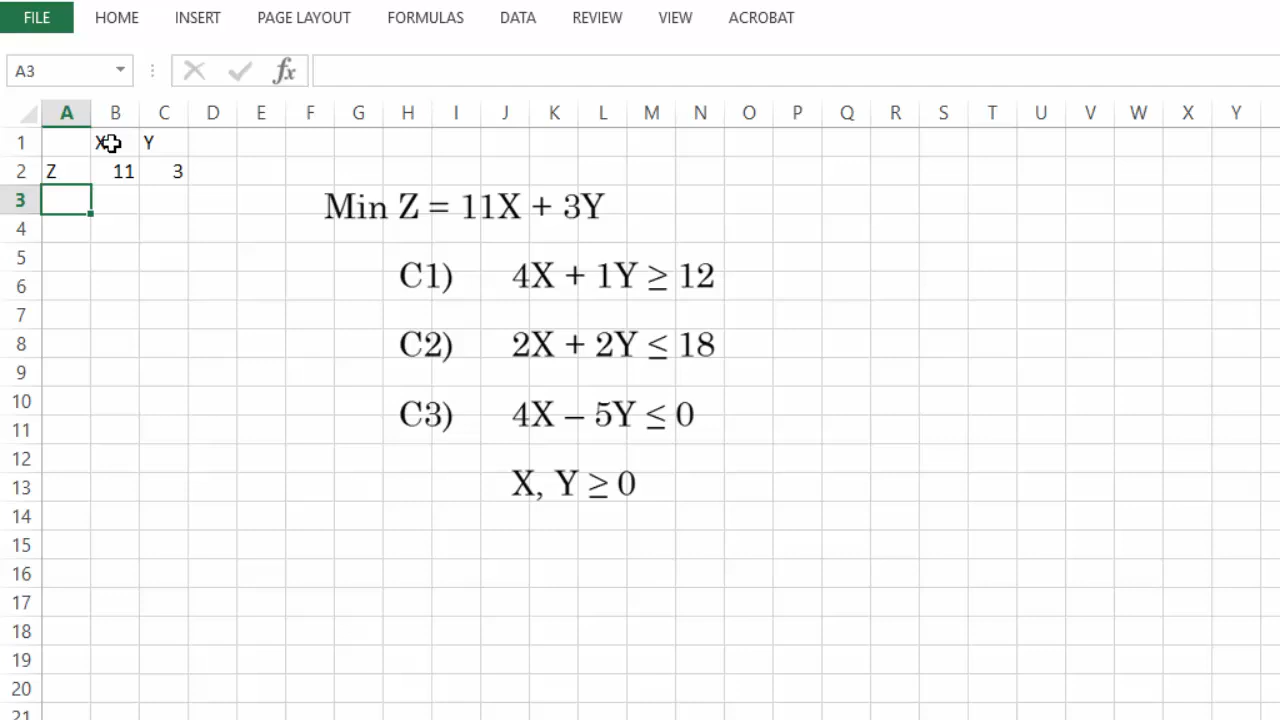 FILE HOME INSERT PAGE LAYOUT FORMULAS DATA REVIEW VIEW ACROBAT
A3 fx
A B C D E F G H I J K L M N O P Q R S T U V W X Y
1 X Y
2 Z 11 3
3
Min Z = 11X + 3Y
4
5
C1) 4X + 1Y ≥ 12
6
7
8 C2) 2X + 2Y ≤ 18
9
10
C3) 4X – 5Y ≤ 0
11
12
13 X, Y ≥ 0
14
15
16
17
18
19
20
21